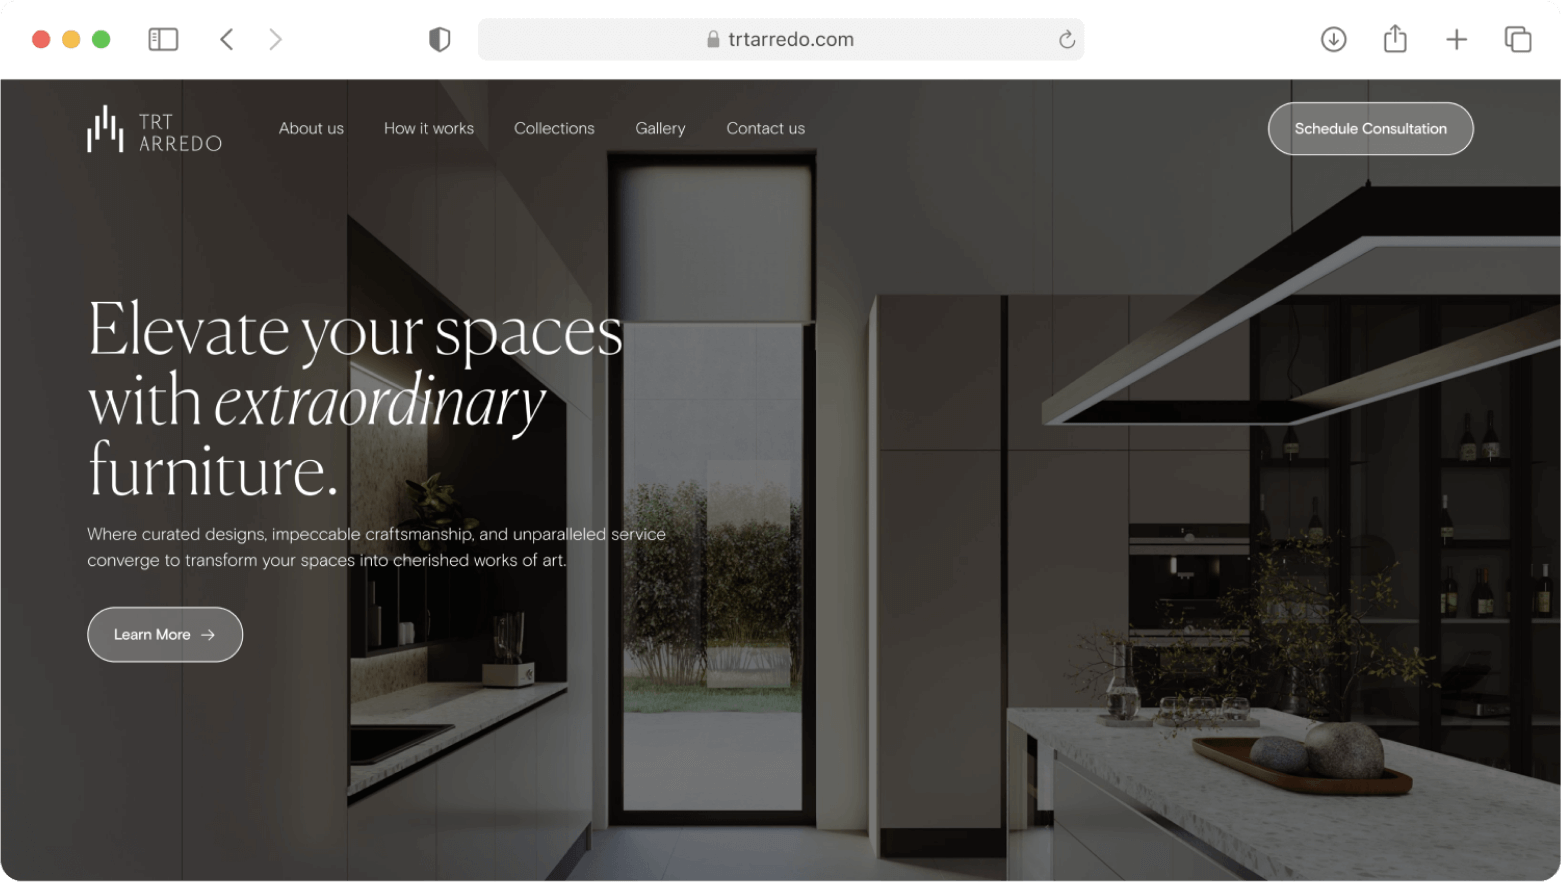 trtarredo.com
TRT
ARREDO
About us
How it works
Collections
Gallery
Contact us
Schedule Consultation
Elevate your spaces
with extraordinary
furniture.
Where curated designs, impeccable craftsmanship, and unparalleled service
converge to transform your spaces into cherished works of art.
Learn More →